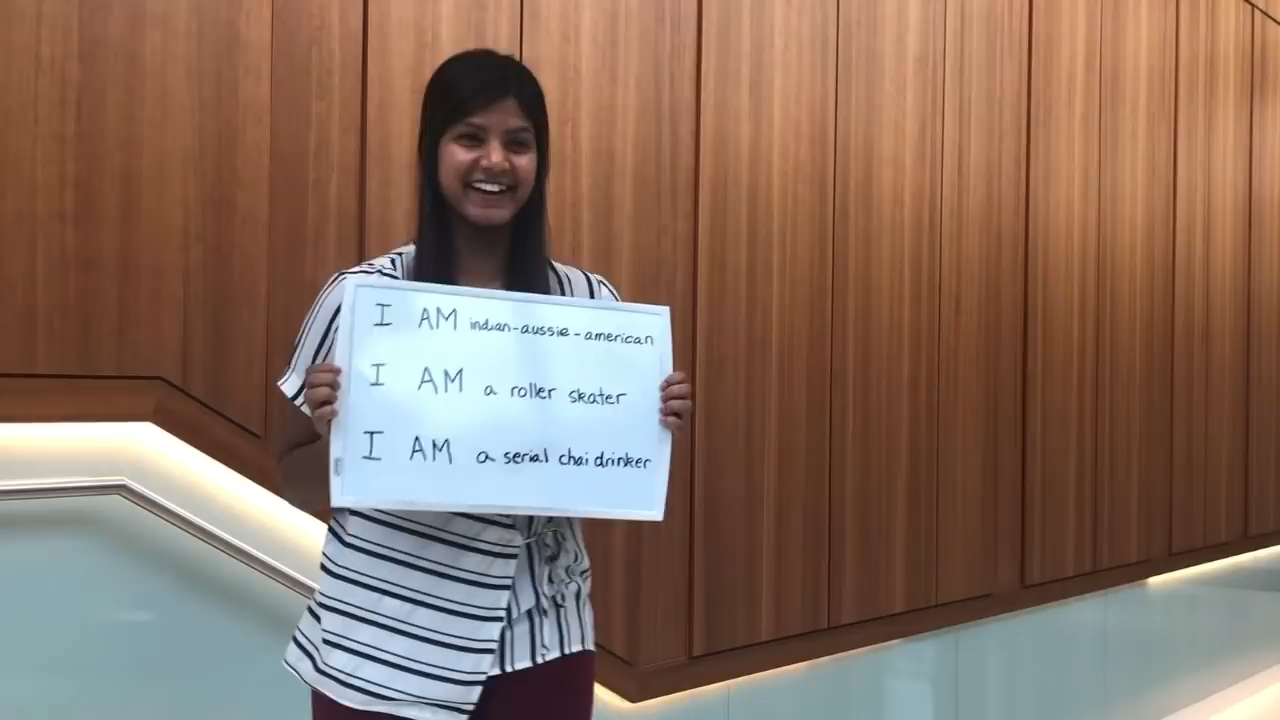 I AM indian-aussie-american
I AM a roller skater
I AM a serial chai drinker